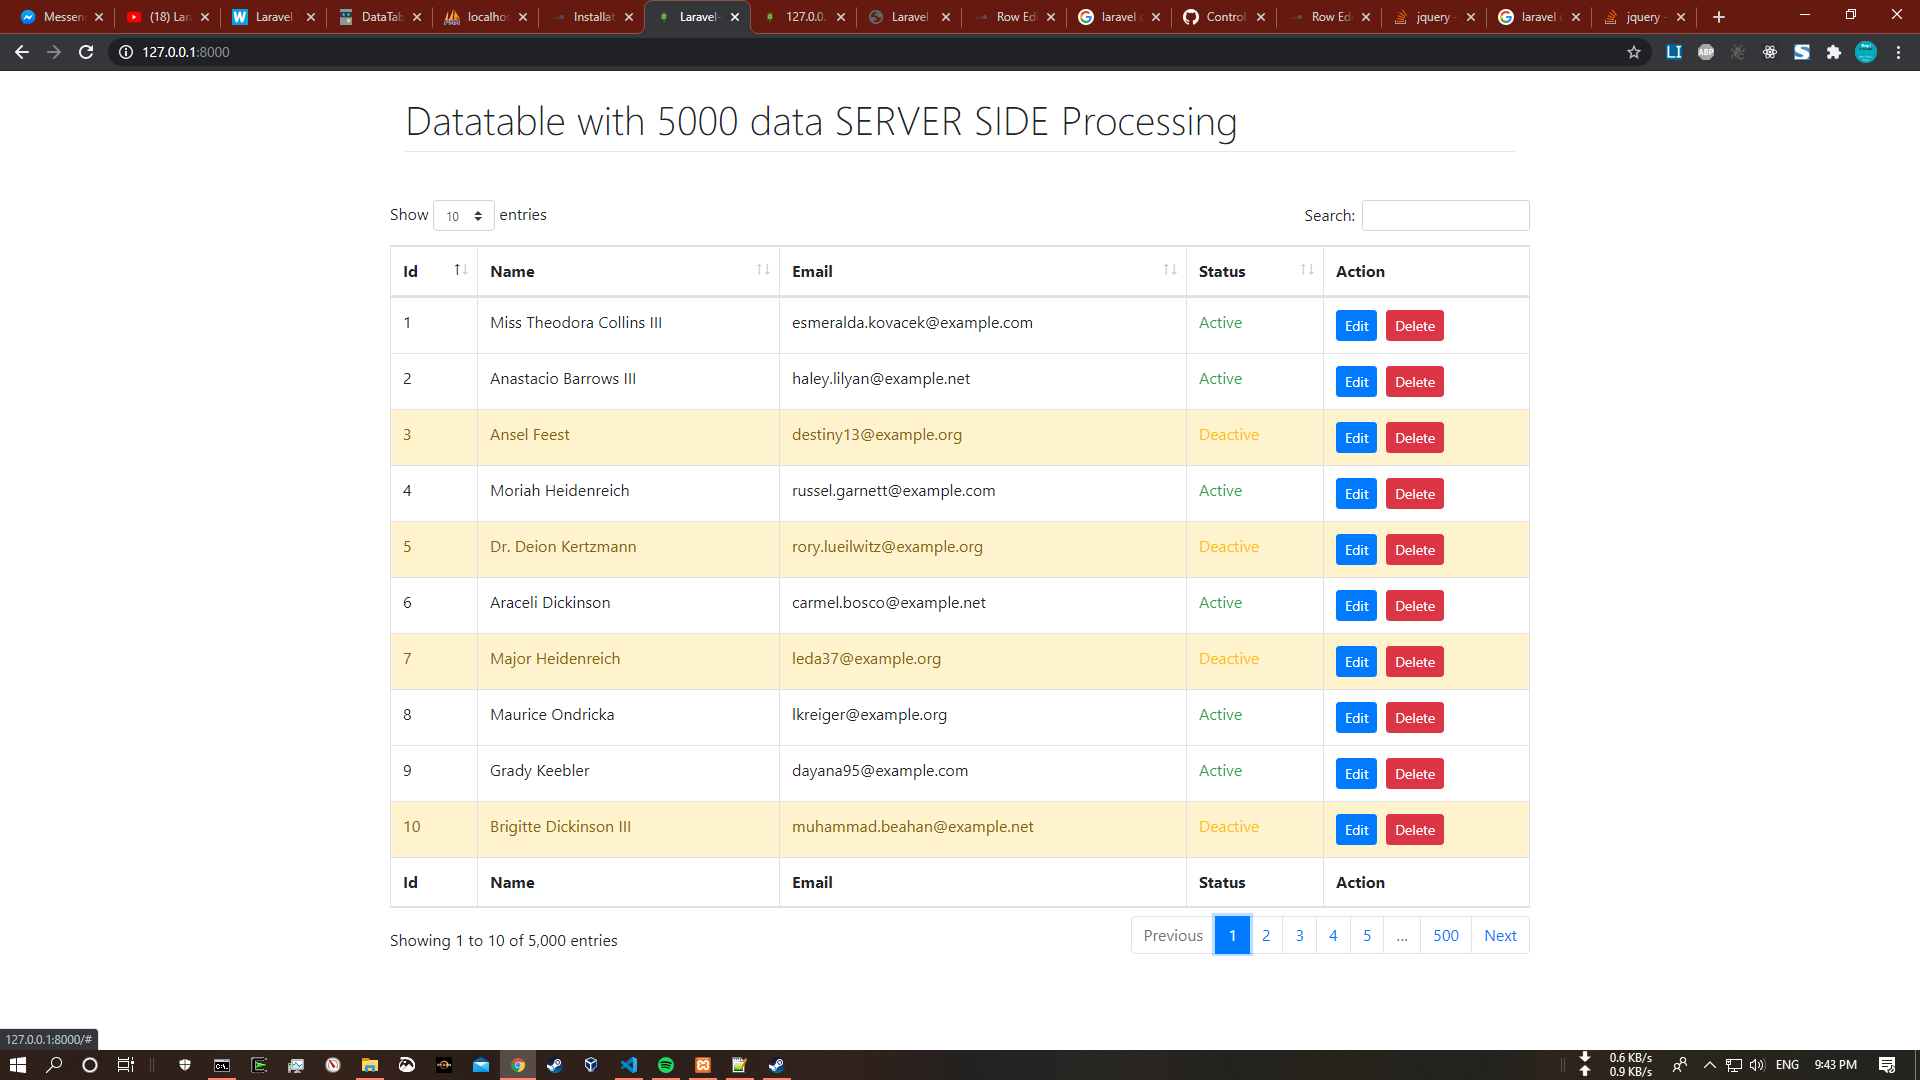 Messen (18) Lar Laravel DataTab localhos Installat Laravel- 127.0.0. Laravel Row Edi laravel c Control Row Edi jquery - laravel c jquery -
127.0.0.1:8000
LI ABP
Datatable with 5000 data SERVER SIDE Processing
Show 10 entries Search:
Id Name Email Status Action
1 Miss Theodora Collins III esmeralda.kovacek@example.com Active Edit Delete
2 Anastacio Barrows III haley.lilyan@example.net Active Edit Delete
3 Ansel Feest destiny13@example.org Deactive Edit Delete
4 Moriah Heidenreich russel.garnett@example.com Active Edit Delete
5 Dr. Deion Kertzmann rory.lueilwitz@example.org Deactive Edit Delete
6 Araceli Dickinson carmel.bosco@example.net Active Edit Delete
7 Major Heidenreich leda37@example.org Deactive Edit Delete
8 Maurice Ondricka lkreiger@example.org Active Edit Delete
9 Grady Keebler dayana95@example.com Active Edit Delete
10 Brigitte Dickinson III muhammad.beahan@example.net Deactive Edit Delete
Id Name Email Status Action
Showing 1 to 10 of 5,000 entries Previous 1 2 3 4 5 ... 500 Next
127.0.0.1:8000/#
0.6 KB/s
0.9 KB/s
ENG 9:43 PM